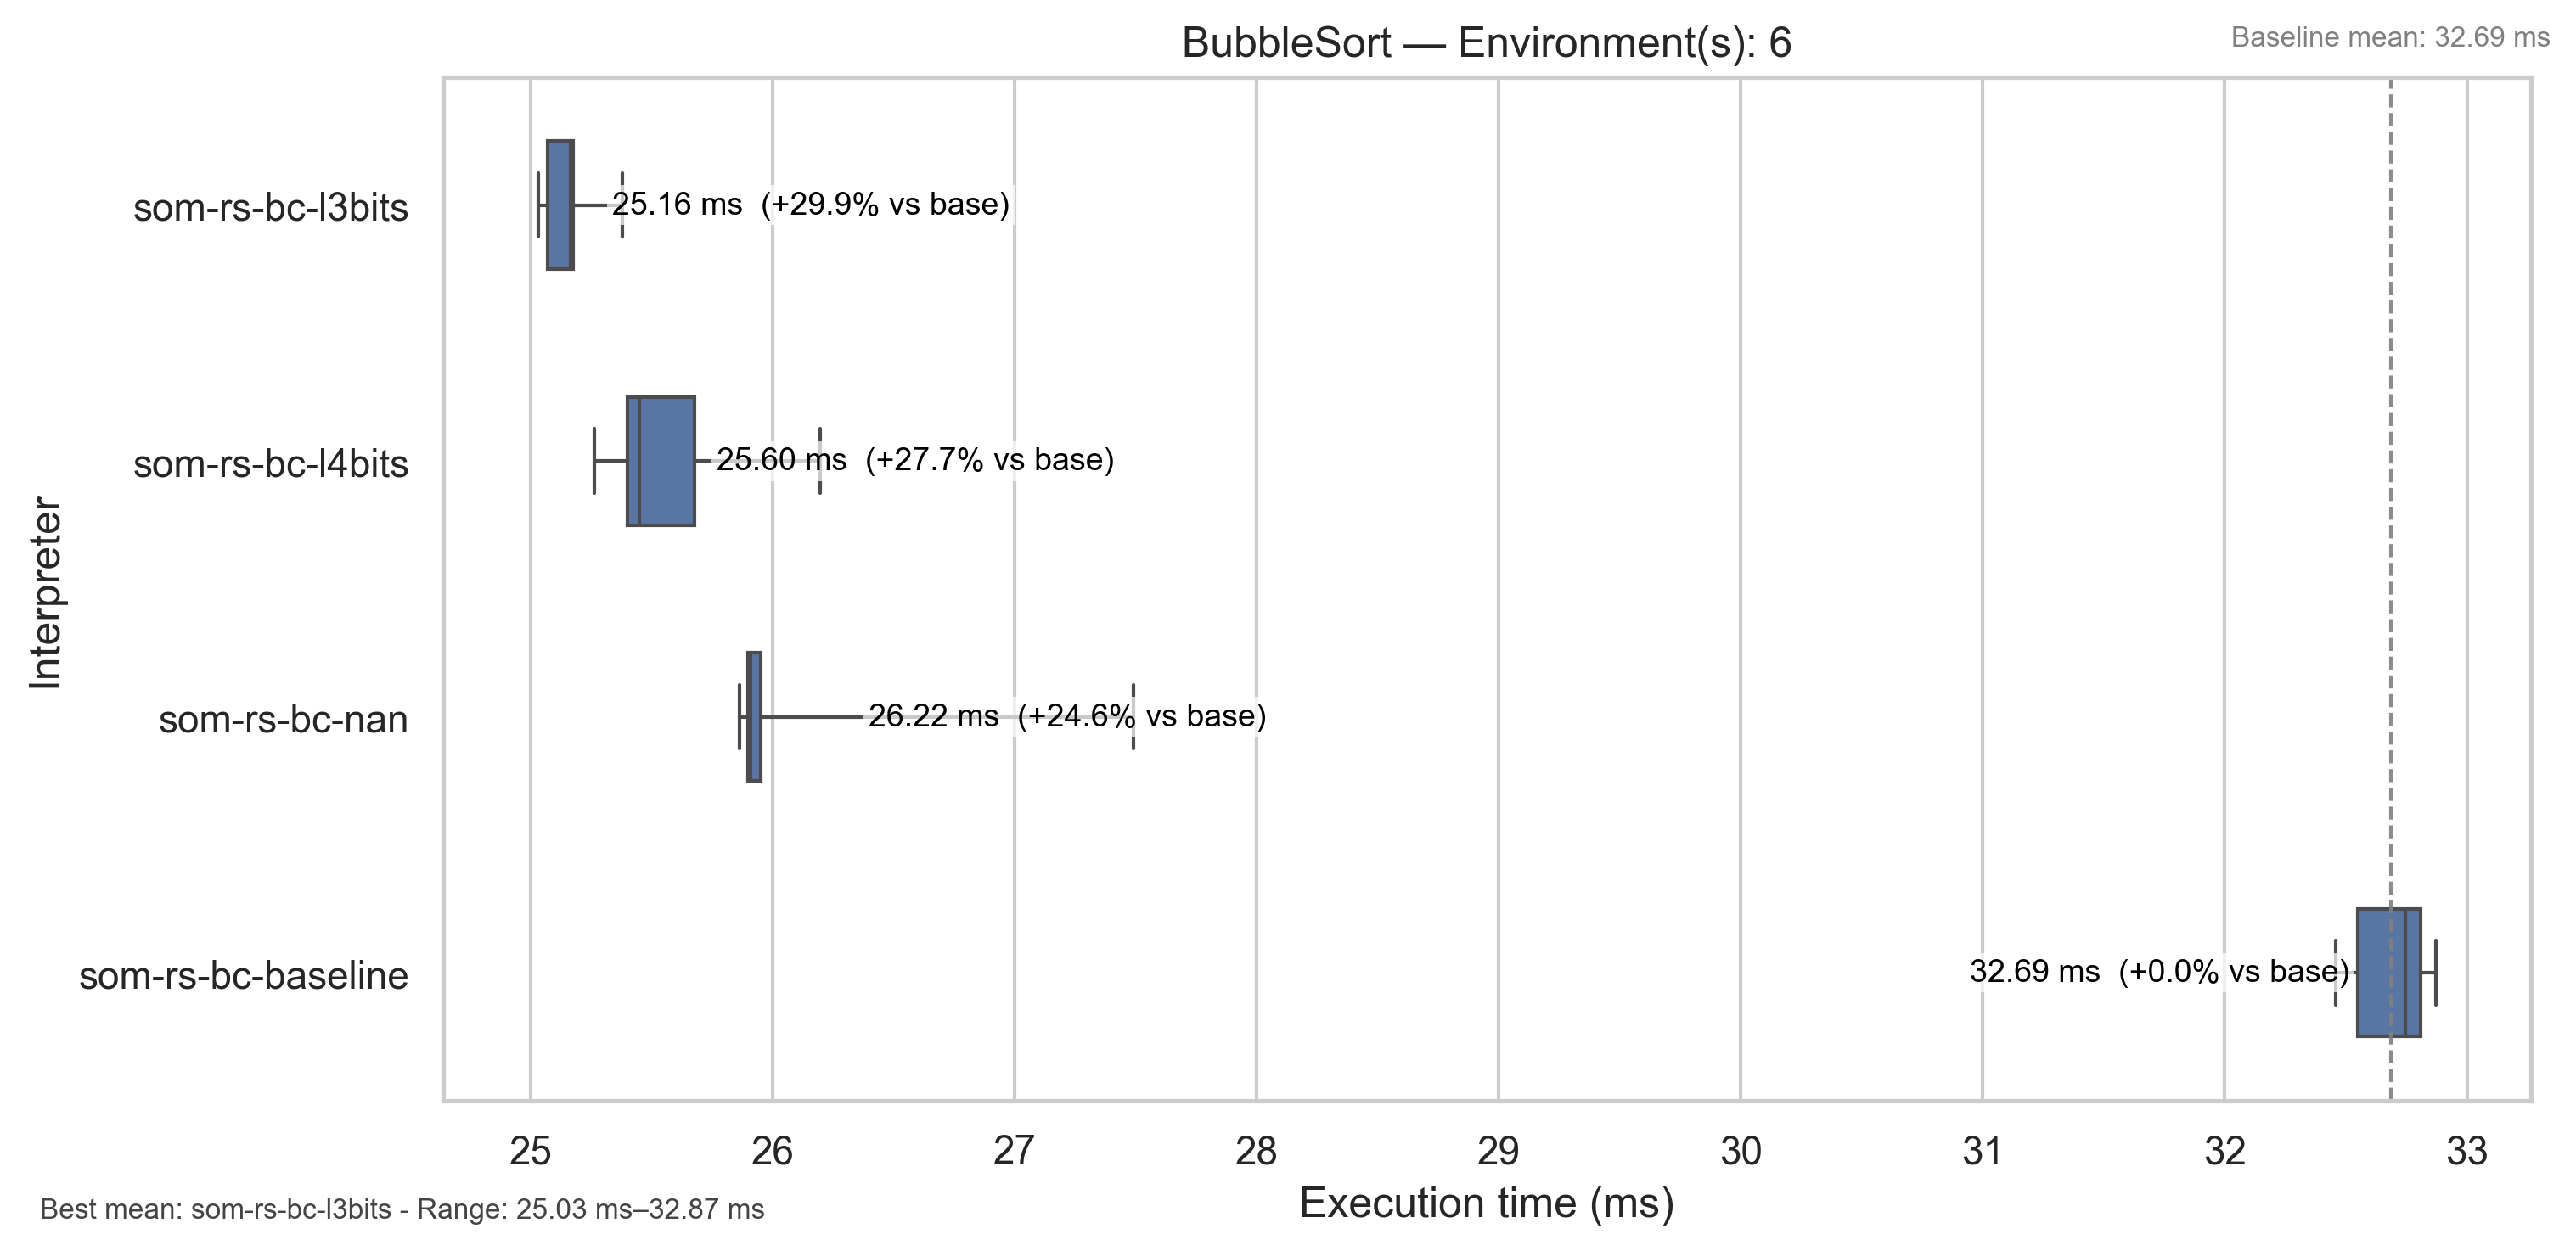 BubbleSort — Environment(s): 6
Baseline mean: 32.69 ms
Interpreter
som-rs-bc-l3bits
25.16 ms (+29.9% vs base)
som-rs-bc-l4bits
25.60 ms (+27.7% vs base)
som-rs-bc-nan
26.22 ms (+24.6% vs base)
som-rs-bc-baseline
32.69 ms (+0.0% vs base)
25 26 27 28 29 30 31 32 33
Execution time (ms)
Best mean: som-rs-bc-l3bits - Range: 25.03 ms–32.87 ms